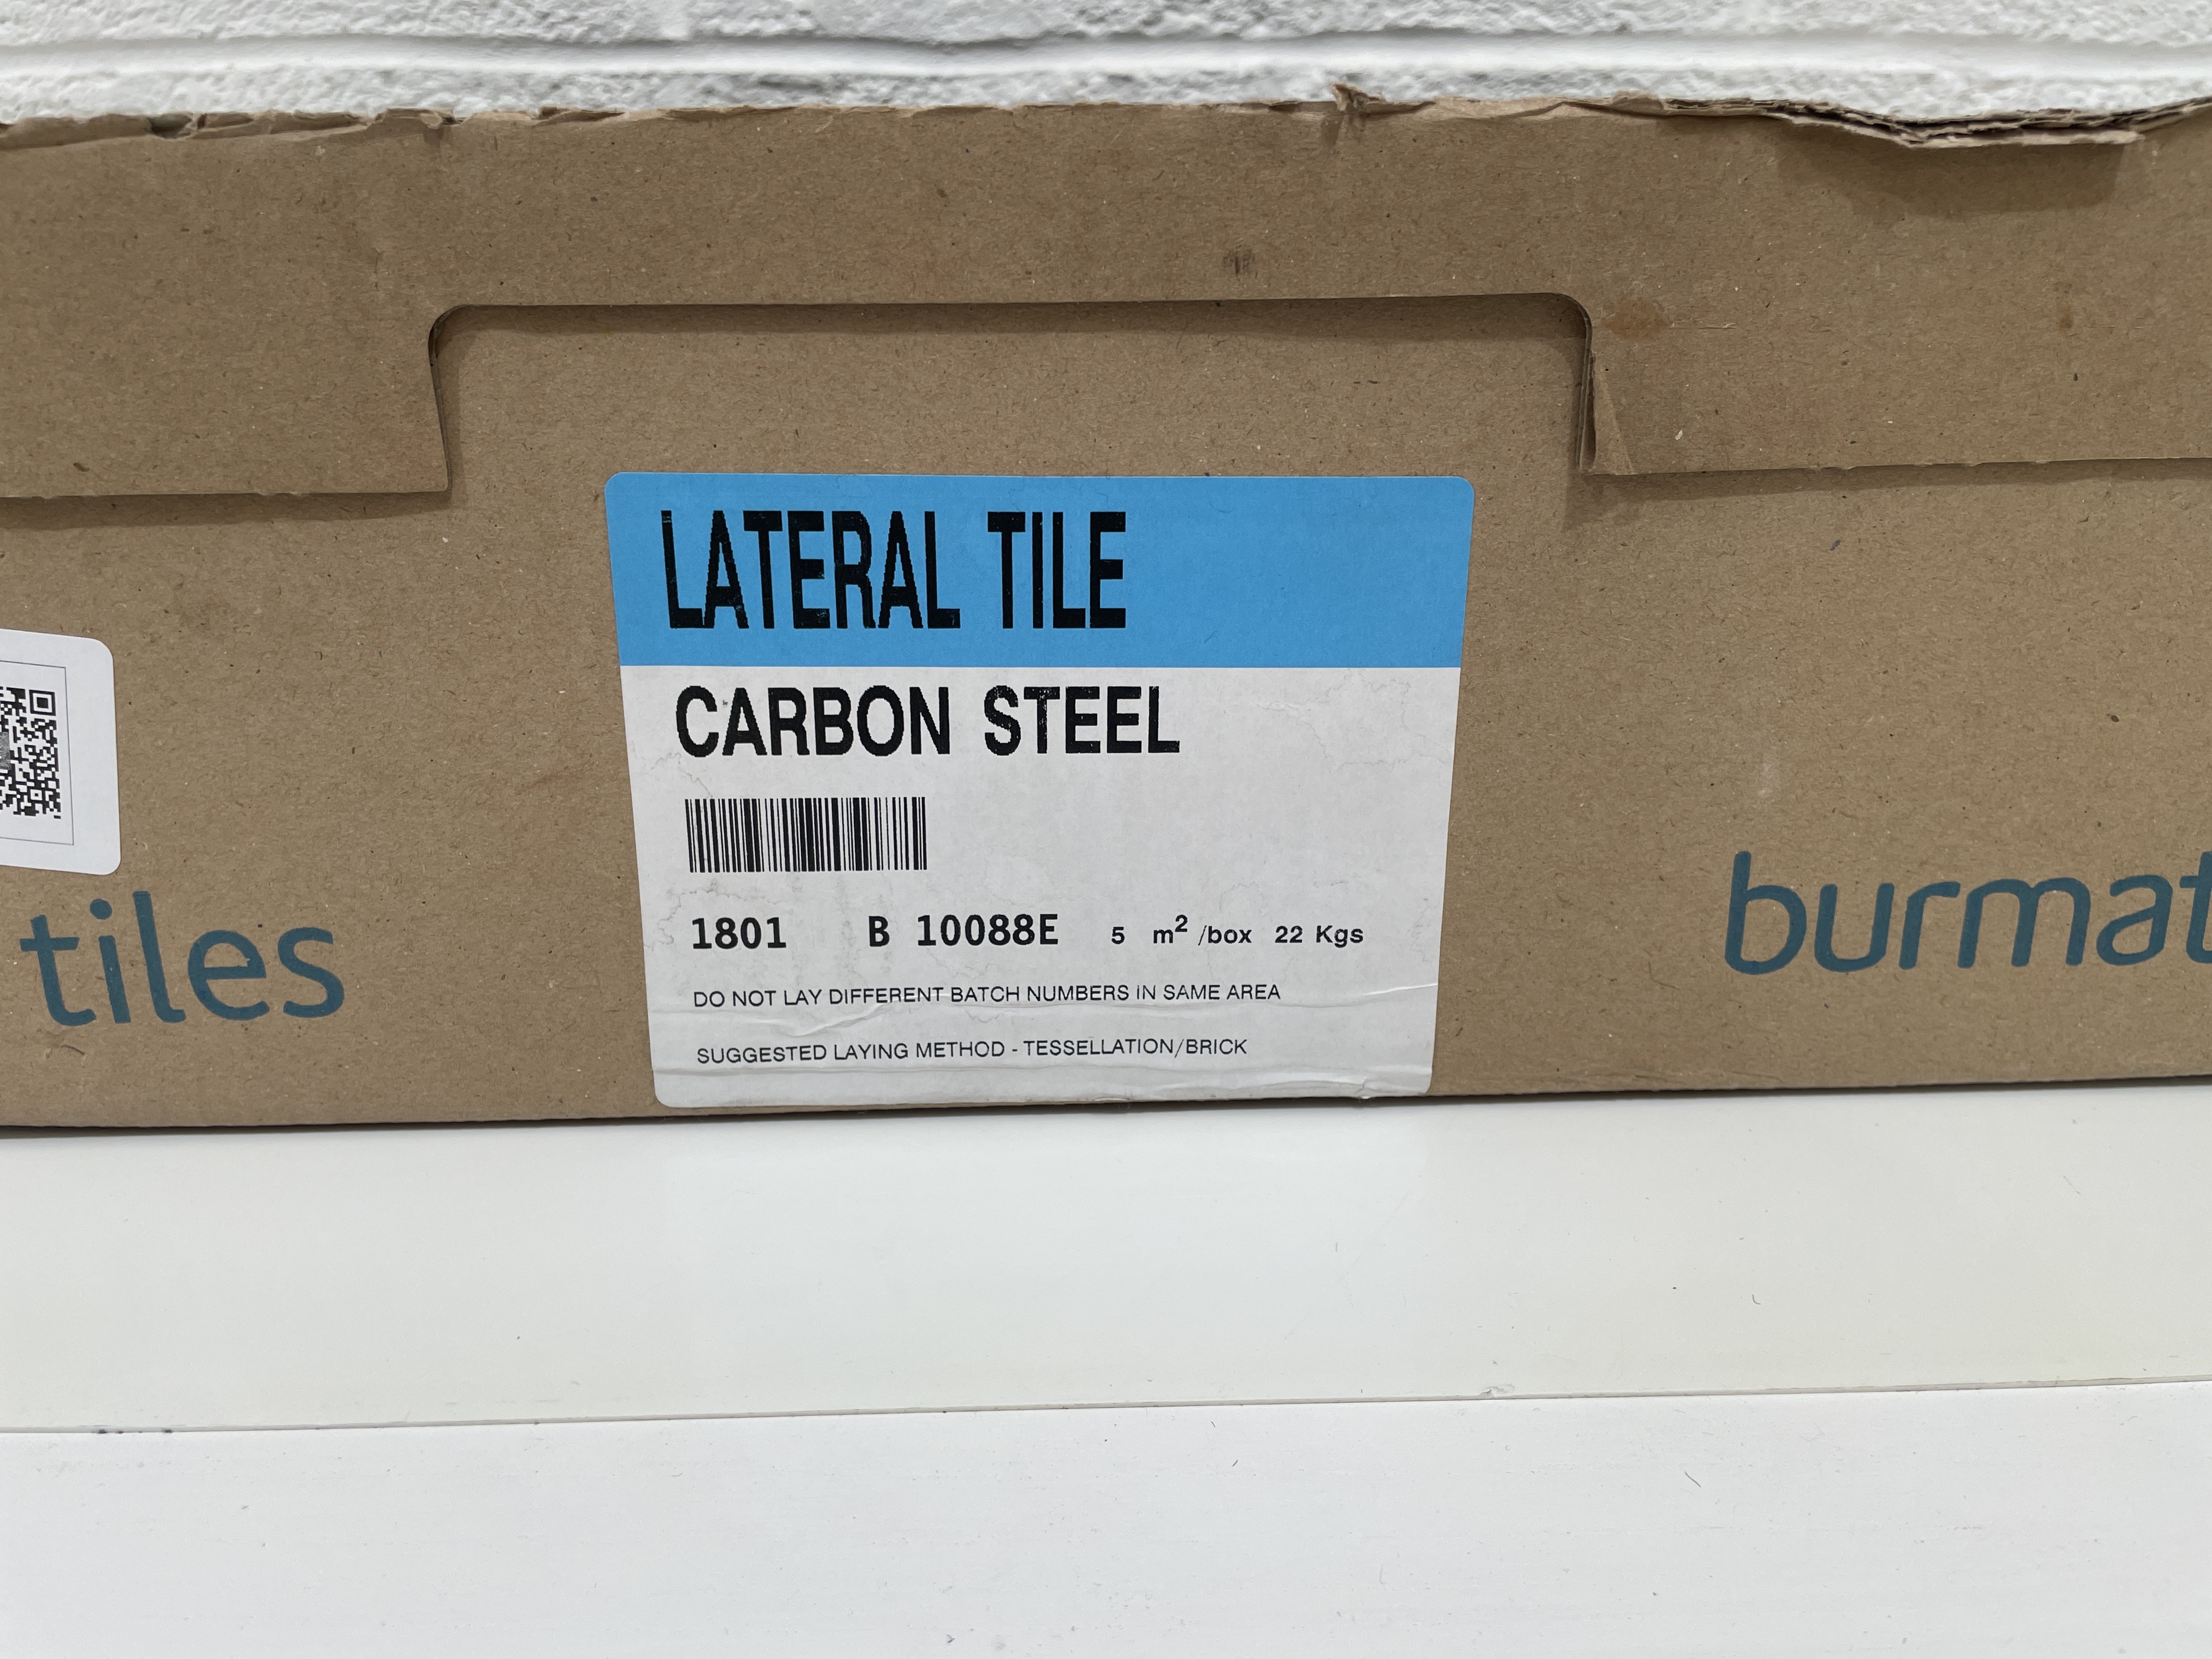 LATERAL TILE
CARBON STEEL
1801 B 10088E 5 m² /box 22 Kgs
DO NOT LAY DIFFERENT BATCH NUMBERS IN SAME AREA
SUGGESTED LAYING METHOD - TESSELLATION/BRICK
tiles
burmat